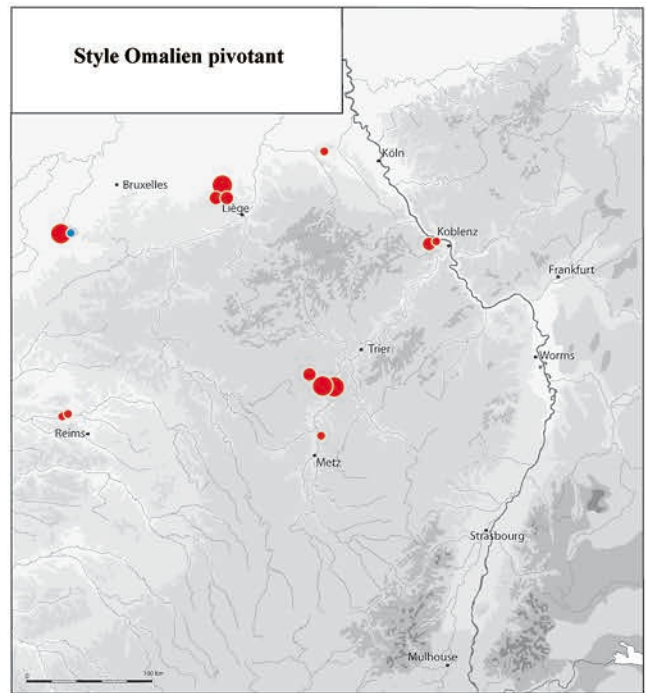 Style Omalien pivotant
Köln
Bruxelles
Liège
Koblenz
Frankfurt
Trier
Worms
Reims
Metz
Strasbourg
Mulhouse
0
100 km